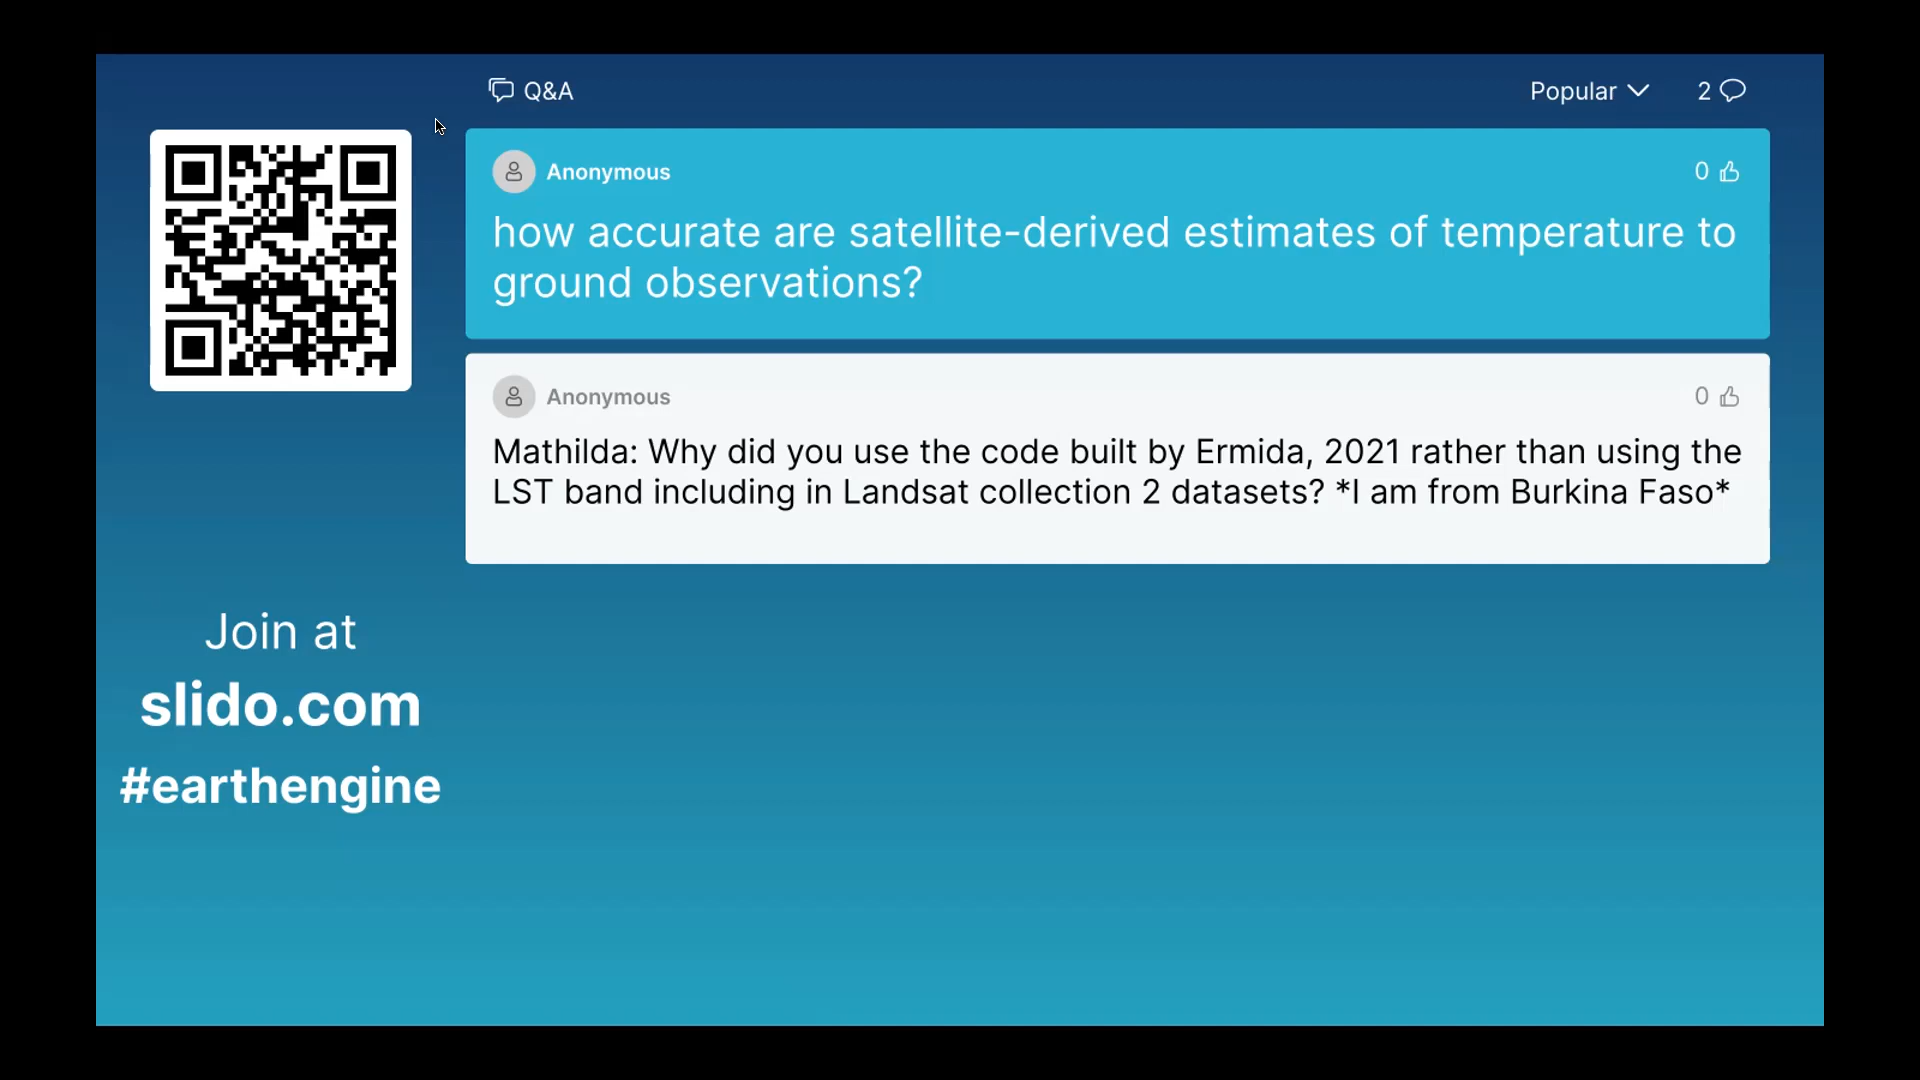 Q&A
Popular
2
Anonymous
0
how accurate are satellite-derived estimates of temperature to
ground observations?
Anonymous
0
Mathilda: Why did you use the code built by Ermida, 2021 rather than using the
LST band including in Landsat collection 2 datasets? *I am from Burkina Faso*
Join at
slido.com
#earthengine